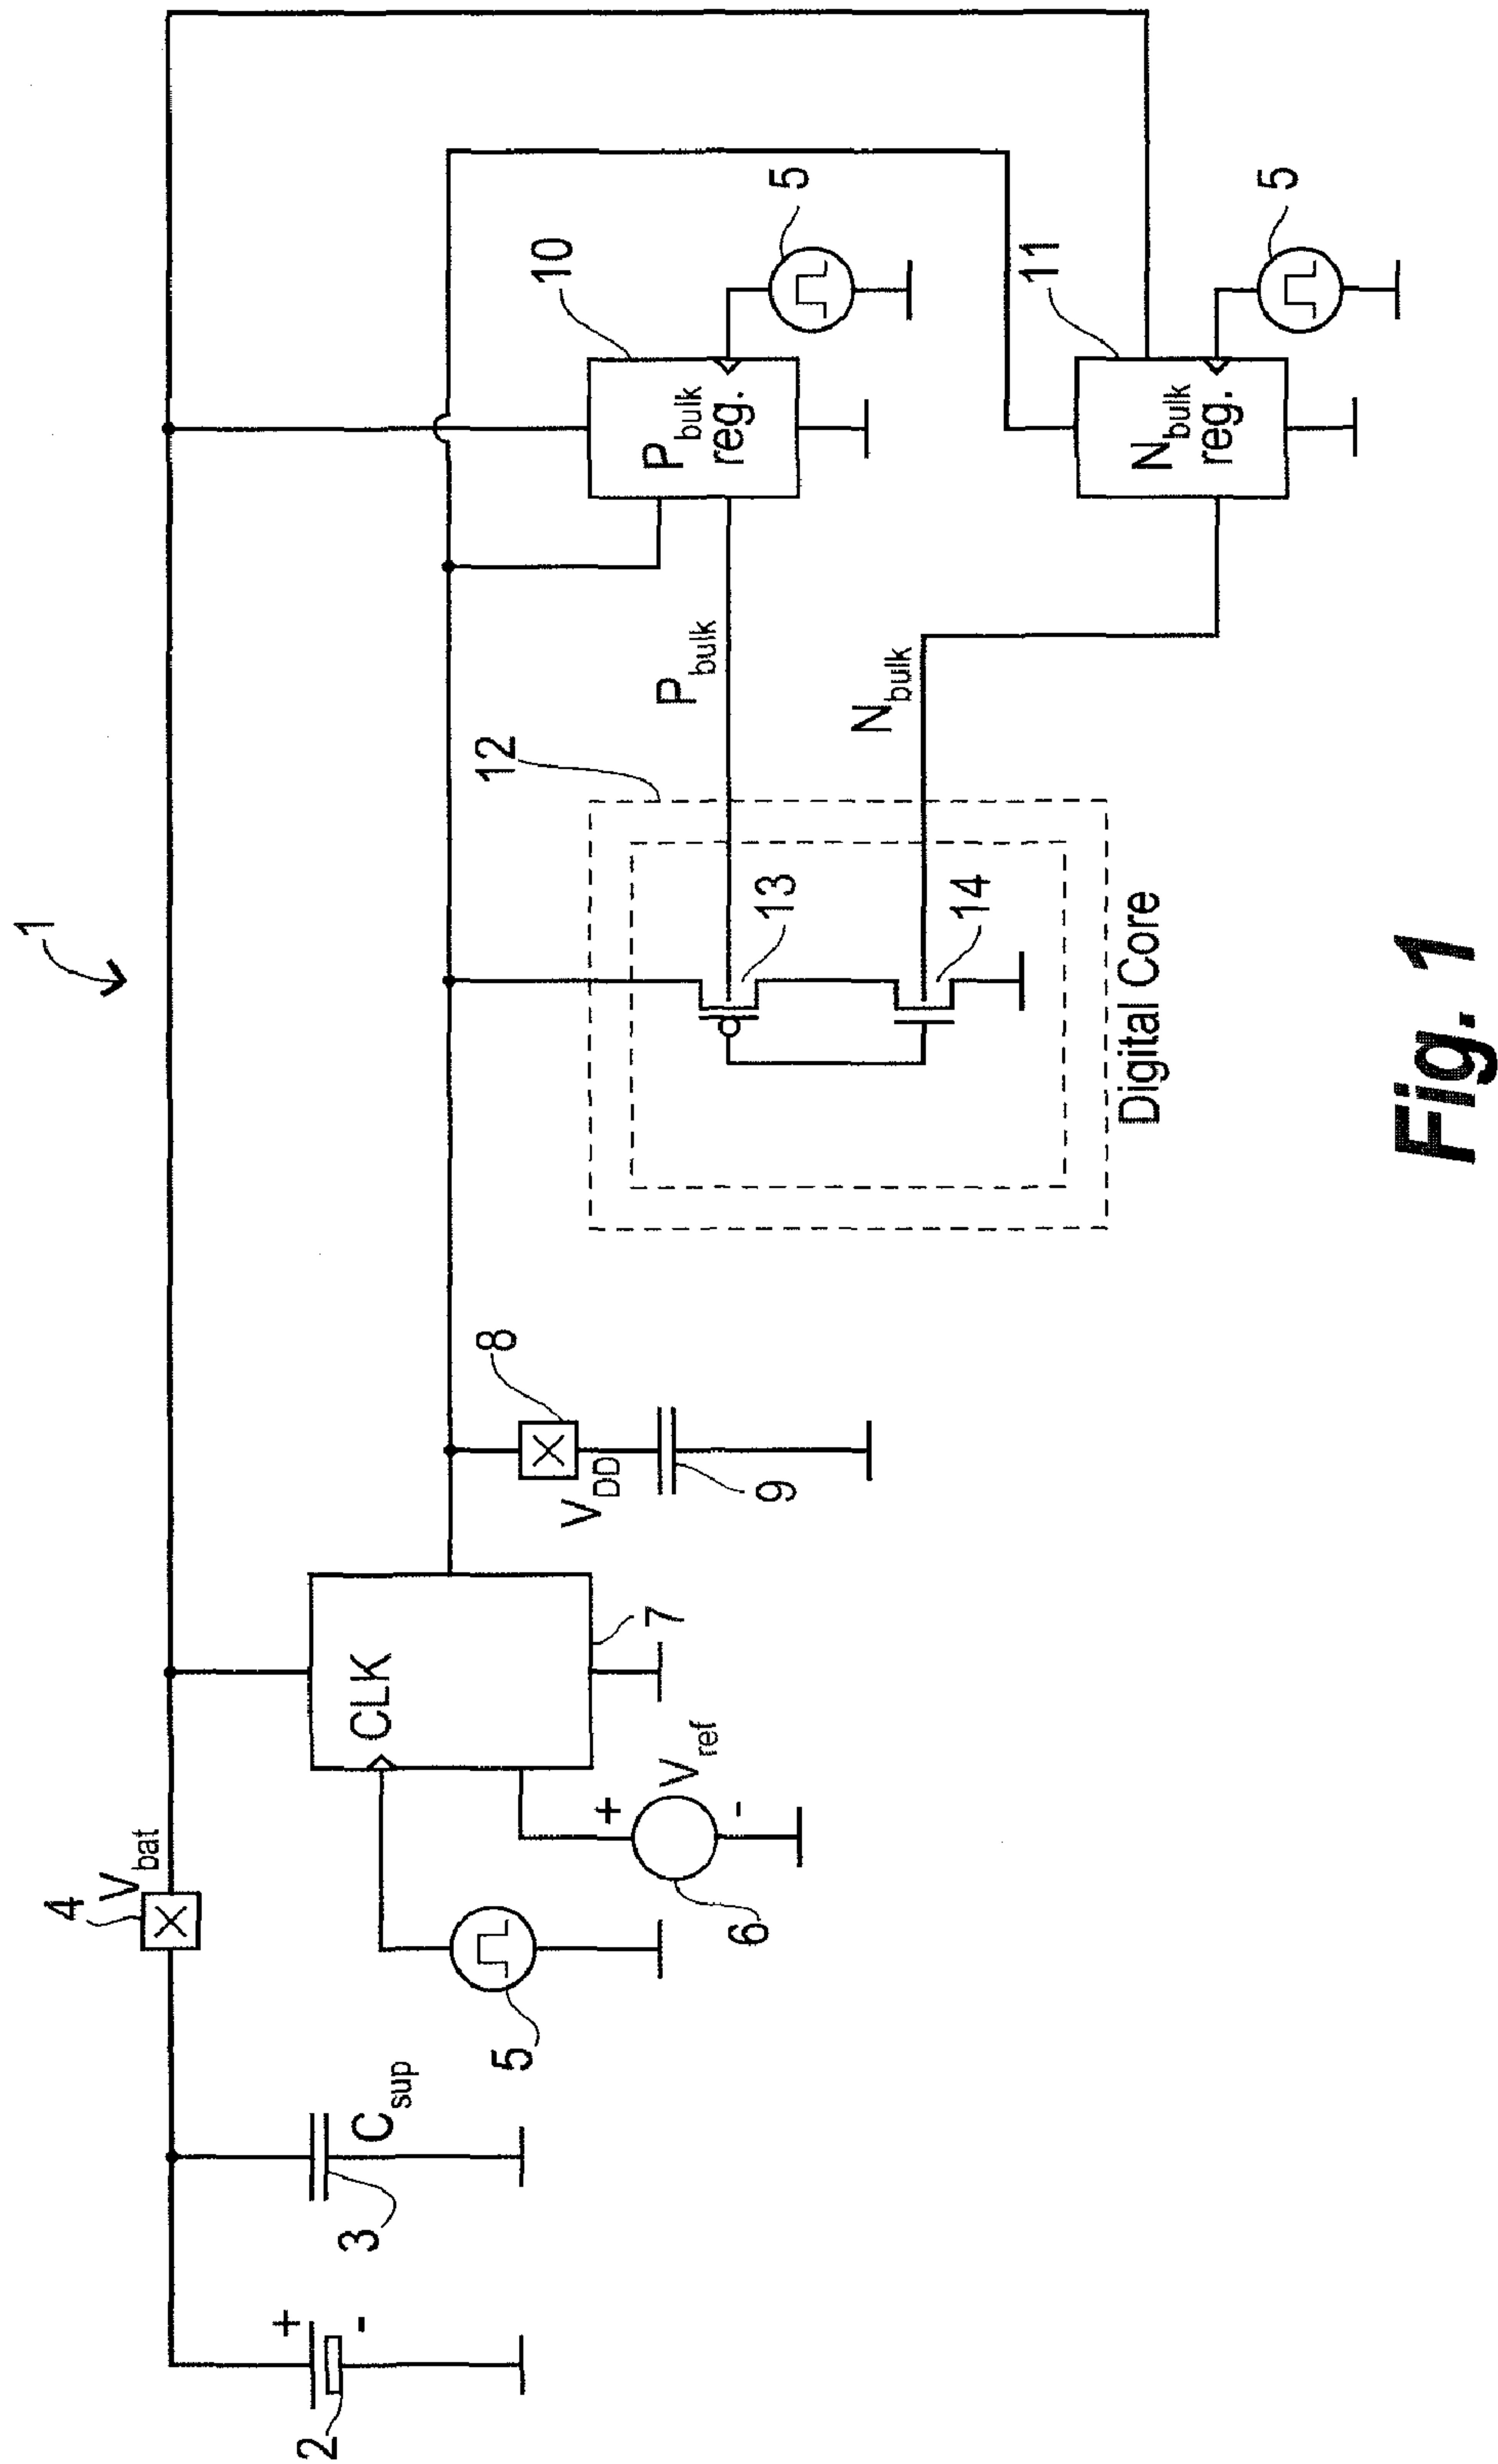 1
4
V bat
2
+
-
3
C sup
5
CLK
7
6
+
V ref
-
8
V DD
9
12
P bulk
N bulk
13
14
Digital Core
10
P bulk
reg.
5
11
N bulk
reg.
5
Fig. 1